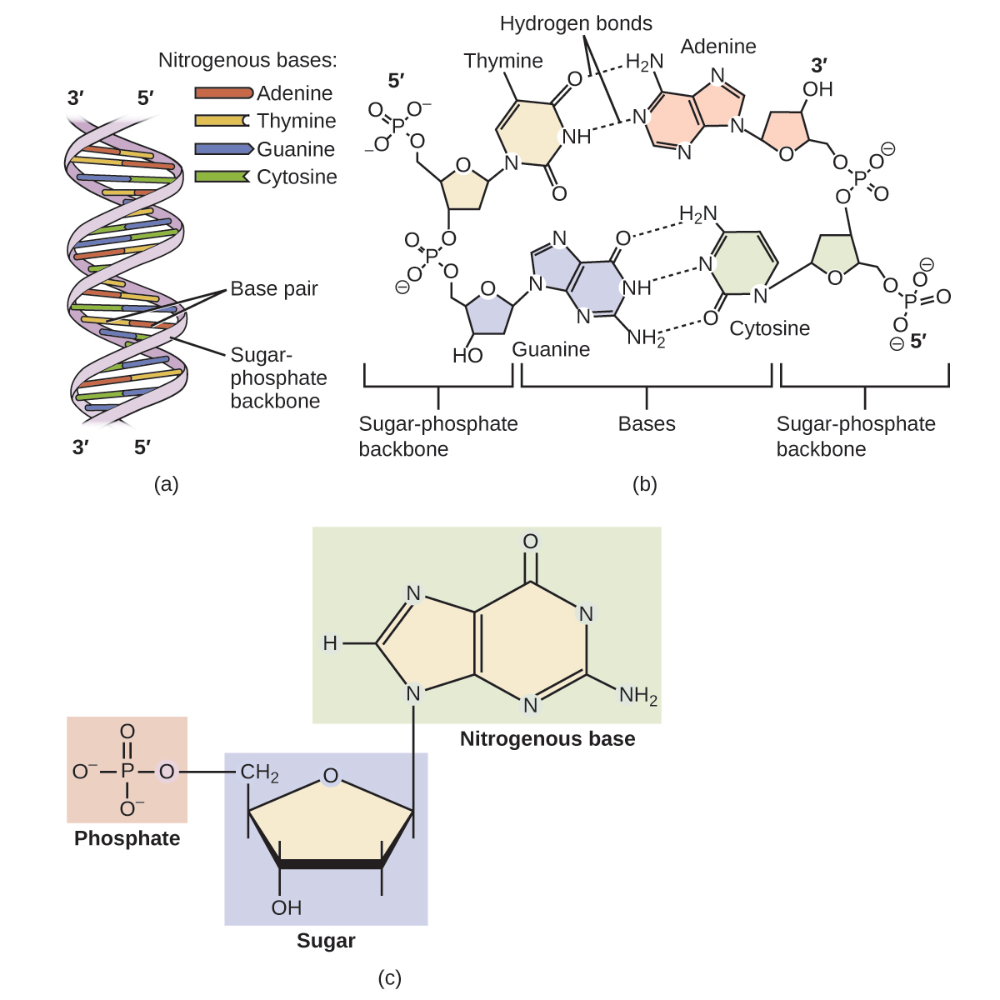 Nitrogenous bases:
Adenine
Thymine
Guanine
Cytosine
3′ 5′
Base pair
Sugar-
phosphate
backbone
3′ 5′
(a)
Hydrogen bonds
Thymine
Adenine
5′
3′
O
H₂N
N
OH
O
O⁻
P
⁻O
O
NH
N
N
N
O
N
O
O
O
P
O
⊖
O
O
O
H₂N
O
O
P
O
⊖
O
N
O
N
NH
N
O
O
⊖
O
P
O
O
⊖
5′
N
N
O
N
O
NH₂
HO
Guanine
Cytosine
Sugar-phosphate
backbone
Bases
Sugar-phosphate
backbone
(b)
O
N
N
H
N
N
NH₂
Nitrogenous base
O
O⁻ P O
O⁻
Phosphate
CH₂
O
OH
Sugar
(c)